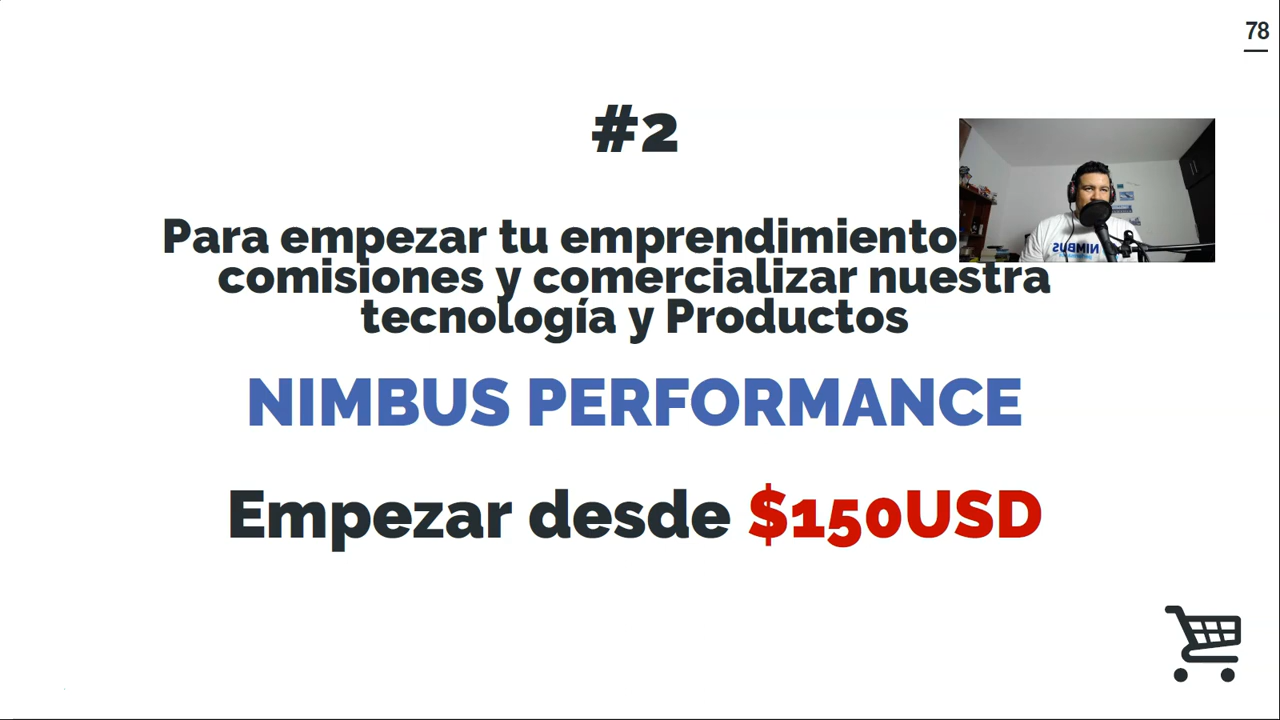 78
#2
Para empezar tu emprendimiento
comisiones y comercializar nuestra
tecnología y Productos
NIMBUS PERFORMANCE
Empezar desde $150USD
NIMBUS